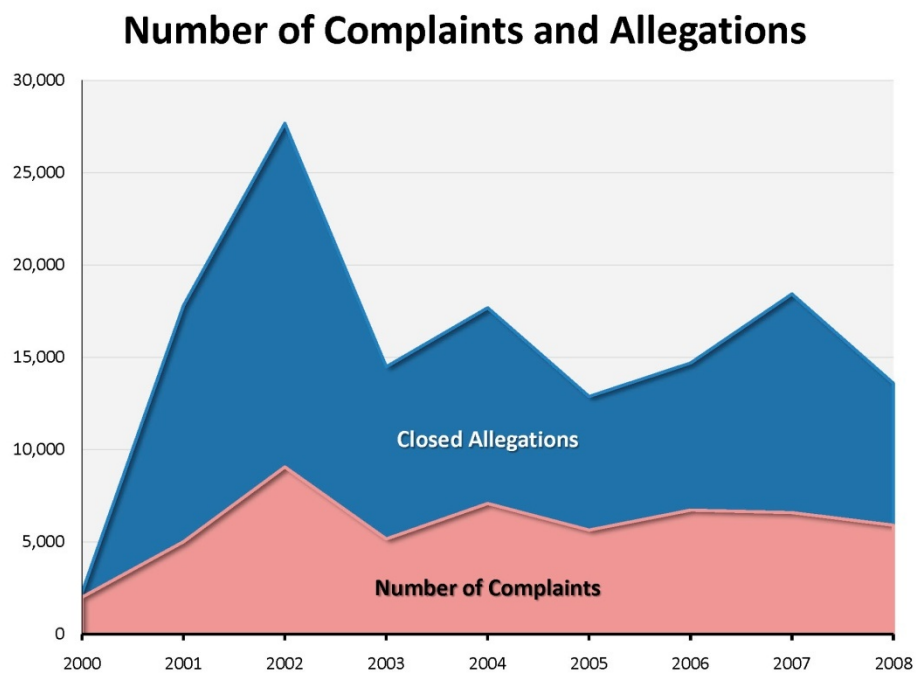 Number of Complaints and Allegations
30,000
25,000
20,000
15,000
10,000
5,000
0
Closed Allegations
Number of Complaints
2000 2001 2002 2003 2004 2005 2006 2007 2008